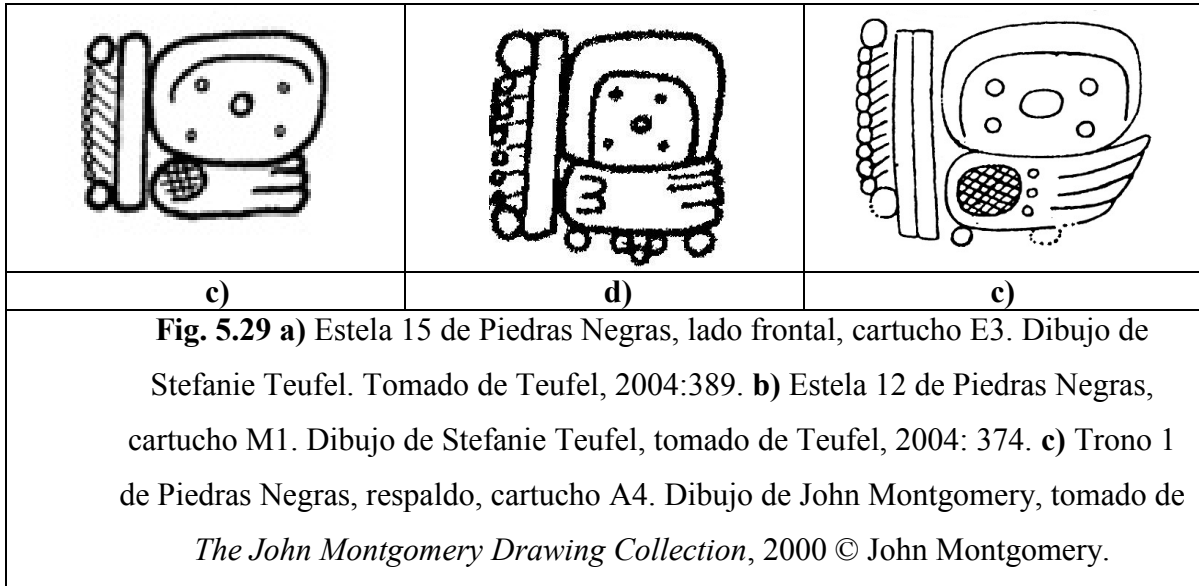 c) d) c)
Fig. 5.29 a) Estela 15 de Piedras Negras, lado frontal, cartucho E3. Dibujo de
Stefanie Teufel. Tomado de Teufel, 2004:389. b) Estela 12 de Piedras Negras,
cartucho M1. Dibujo de Stefanie Teufel, tomado de Teufel, 2004: 374. c) Trono 1
de Piedras Negras, respaldo, cartucho A4. Dibujo de John Montgomery, tomado de
The John Montgomery Drawing Collection, 2000 © John Montgomery.